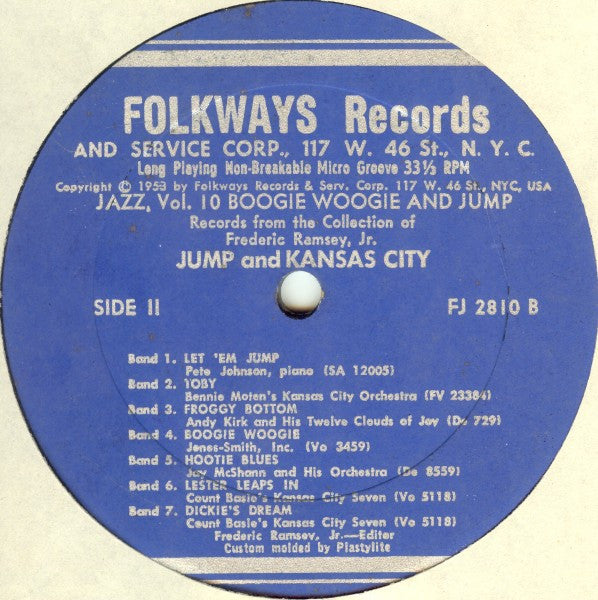 FOLKWAYS Records
AND SERVICE CORP., 117 W. 46 St., N. Y. C.
Long Playing Non-Breakable Micro Groove 33⅓ RPM
Copyright © 1953 by Folkways Records & Serv. Corp. 117 W. 46 St., NYC, USA
JAZZ, Vol. 10 BOOGIE WOOGIE AND JUMP
Records from the Collection of
Frederic Ramsey, Jr.
JUMP and KANSAS CITY
SIDE II FJ 2810 B
Band 1. LET 'EM JUMP
Pete Johnson, piano (SA 12005)
Band 2. TOBY
Bennie Moten's Kansas City Orchestra (FV 23384)
Band 3. FROGGY BOTTOM
Andy Kirk and His Twelve Clouds of Joy (De 729)
Band 4. BOOGIE WOOGIE
Jones-Smith, Inc. (Vo 3459)
Band 5. HOOTIE BLUES
Jay McShann and His Orchestra (De 8559)
Band 6. LESTER LEAPS IN
Count Basie's Kansas City Seven (Vo 5118)
Band 7. DICKIE'S DREAM
Count Basie's Kansas City Seven (Vo 5118)
Frederic Ramsey, Jr.—Editor
Custom molded by Plastylite